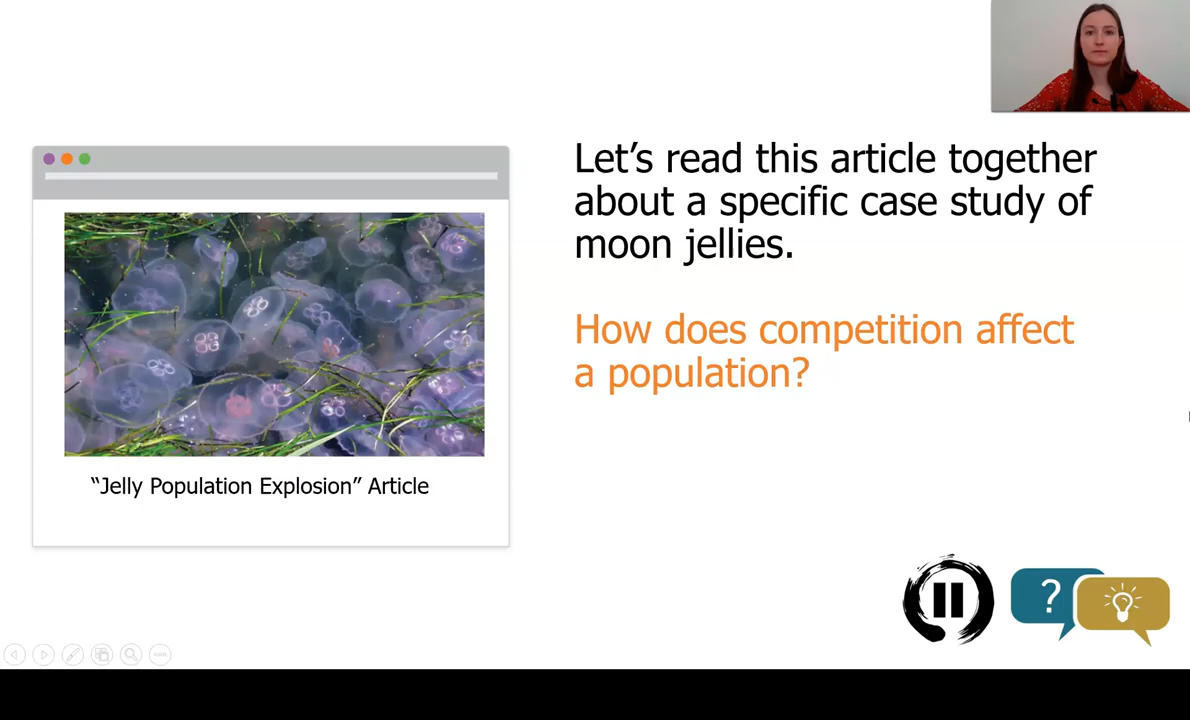 Let’s read this article together
about a specific case study of
moon jellies.
How does competition affect
a population?
“Jelly Population Explosion” Article
?